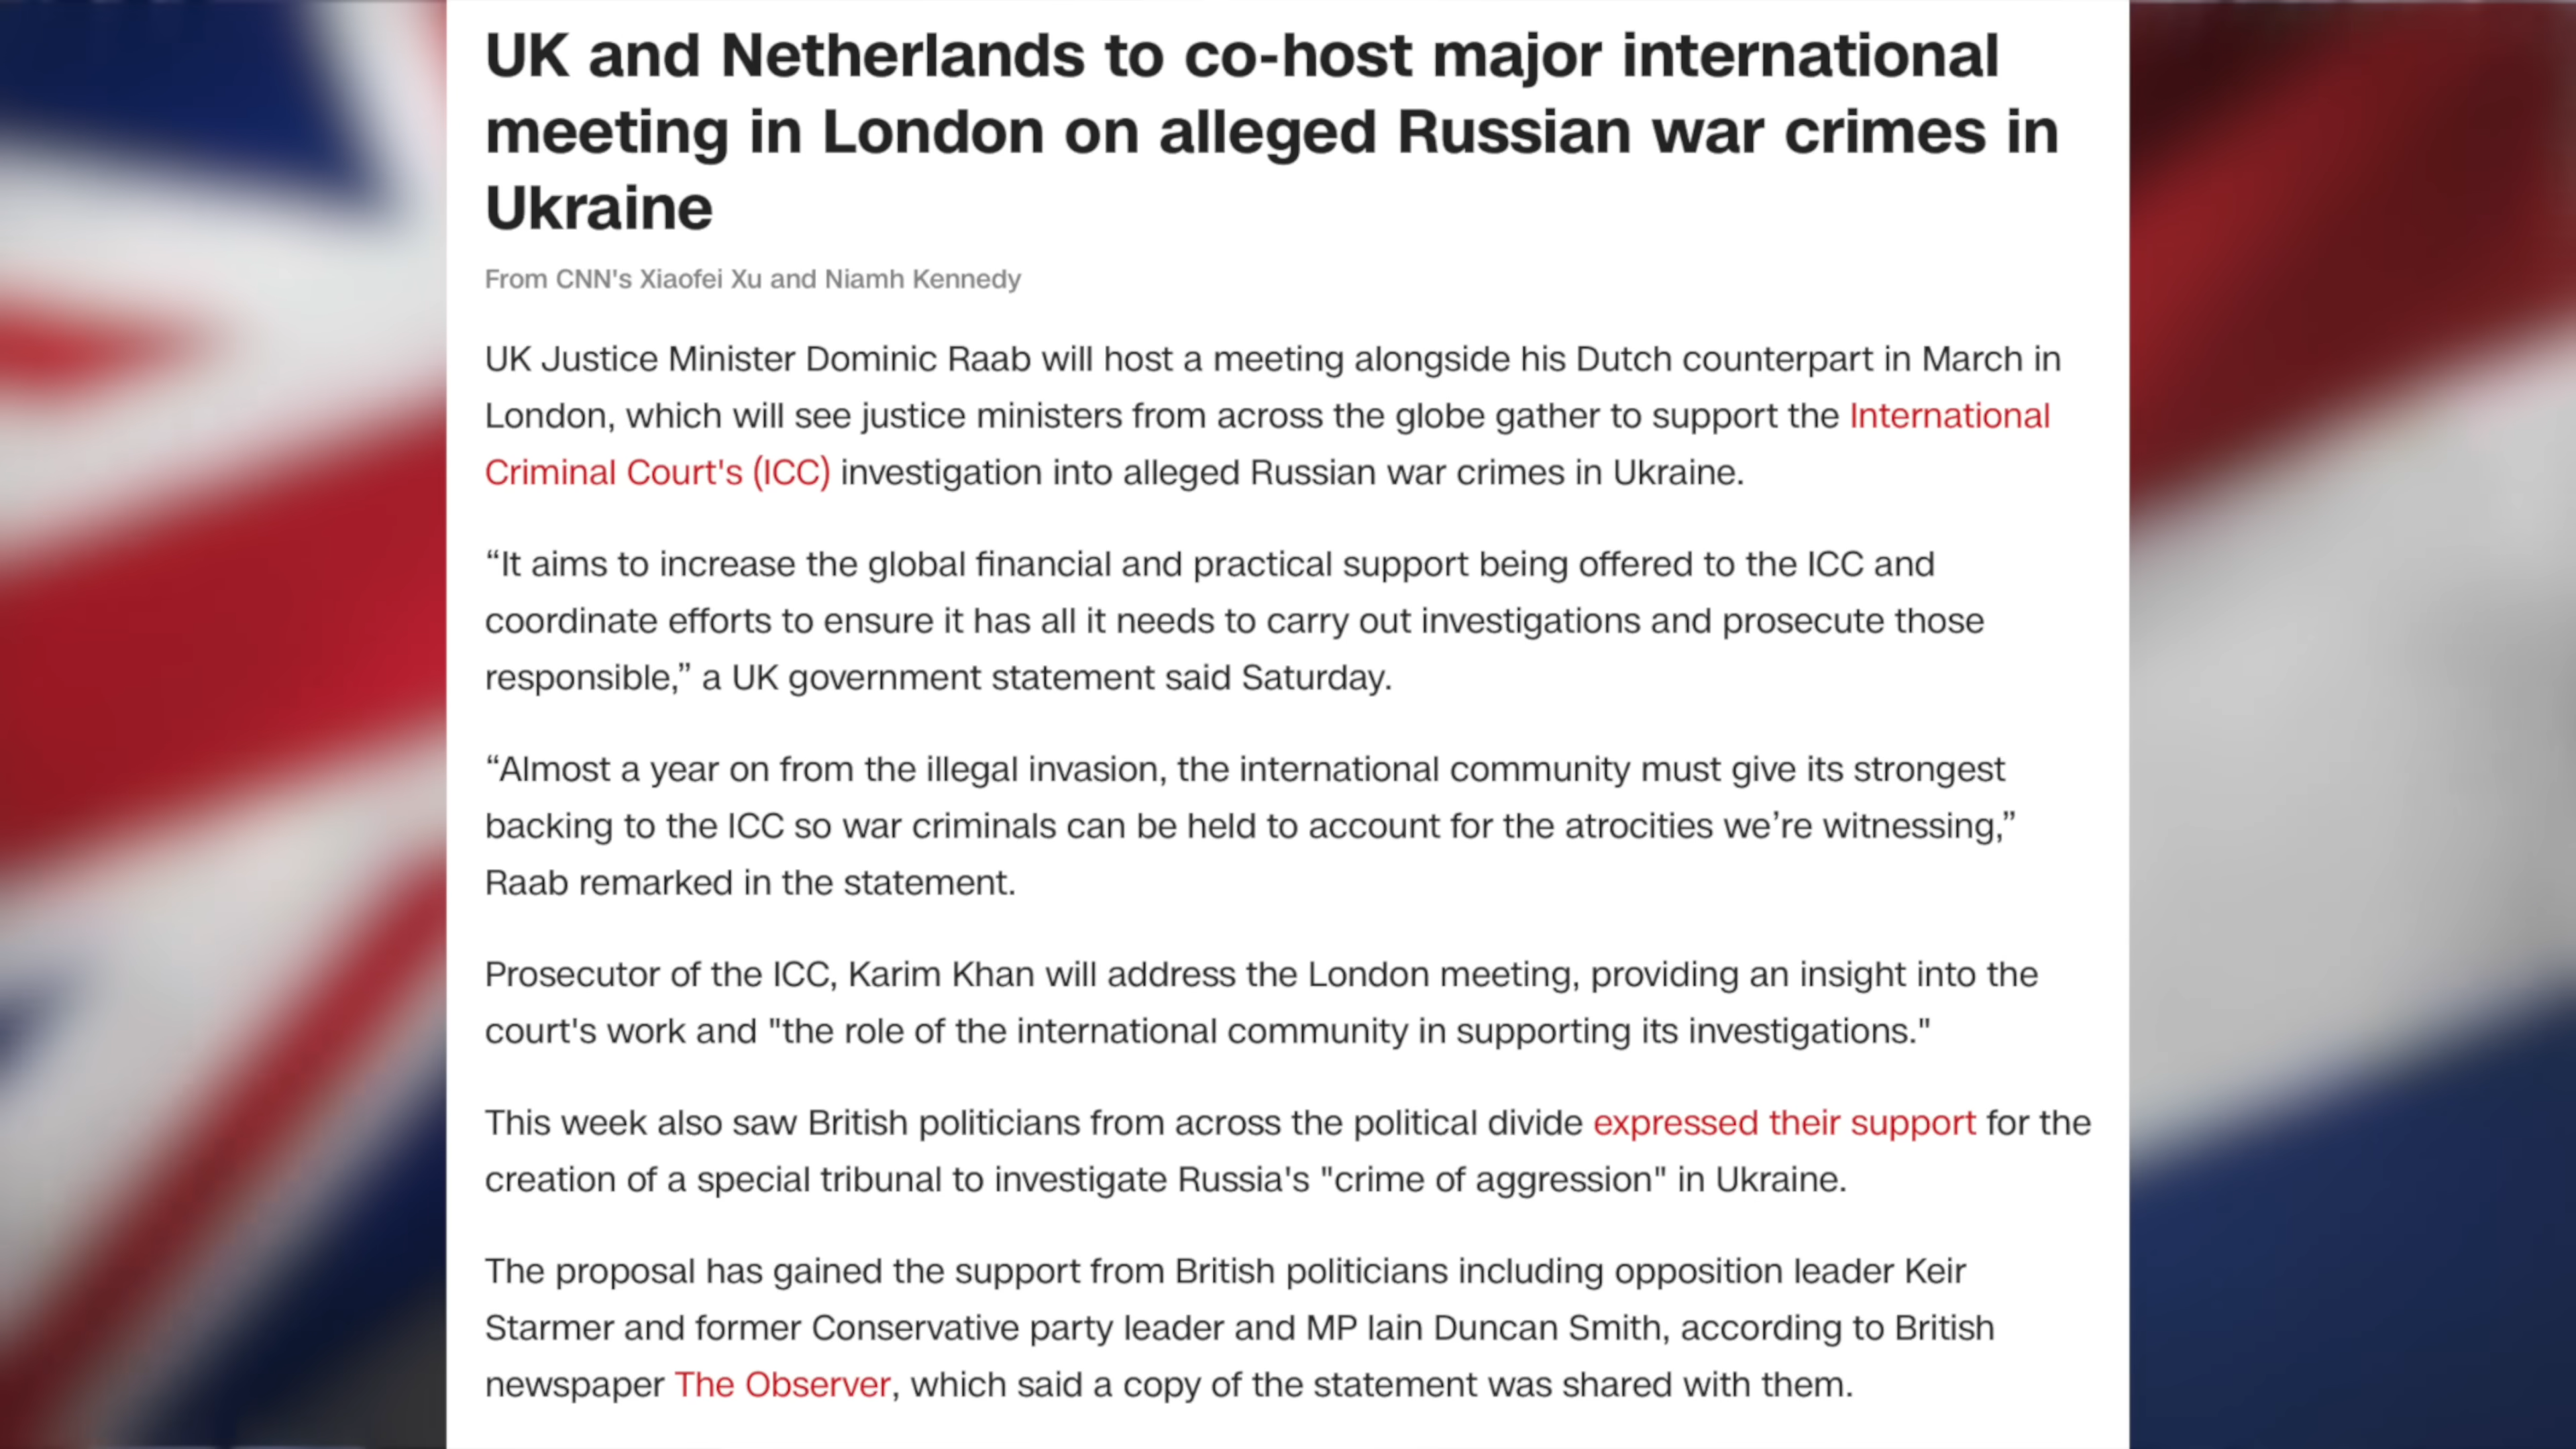 UK and Netherlands to co-host major international
meeting in London on alleged Russian war crimes in
Ukraine
From CNN's Xiaofei Xu and Niamh Kennedy
UK Justice Minister Dominic Raab will host a meeting alongside his Dutch counterpart in March in
London, which will see justice ministers from across the globe gather to support the International
Criminal Court's (ICC) investigation into alleged Russian war crimes in Ukraine.
“It aims to increase the global financial and practical support being offered to the ICC and
coordinate efforts to ensure it has all it needs to carry out investigations and prosecute those
responsible,” a UK government statement said Saturday.
“Almost a year on from the illegal invasion, the international community must give its strongest
backing to the ICC so war criminals can be held to account for the atrocities we’re witnessing,”
Raab remarked in the statement.
Prosecutor of the ICC, Karim Khan will address the London meeting, providing an insight into the
court's work and "the role of the international community in supporting its investigations."
This week also saw British politicians from across the political divide expressed their support for the
creation of a special tribunal to investigate Russia's "crime of aggression" in Ukraine.
The proposal has gained the support from British politicians including opposition leader Keir
Starmer and former Conservative party leader and MP Iain Duncan Smith, according to British
newspaper The Observer, which said a copy of the statement was shared with them.